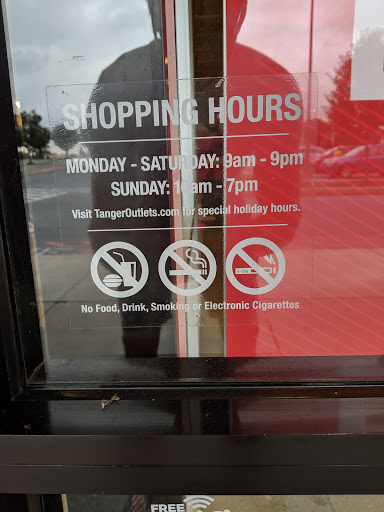 SHOPPING HOURS
MONDAY - SATURDAY: 9am - 9pm
SUNDAY: 10am - 7pm
Visit TangerOutlets.com for special holiday hours.
No Food, Drink, Smoking or Electronic Cigarettes
FREE